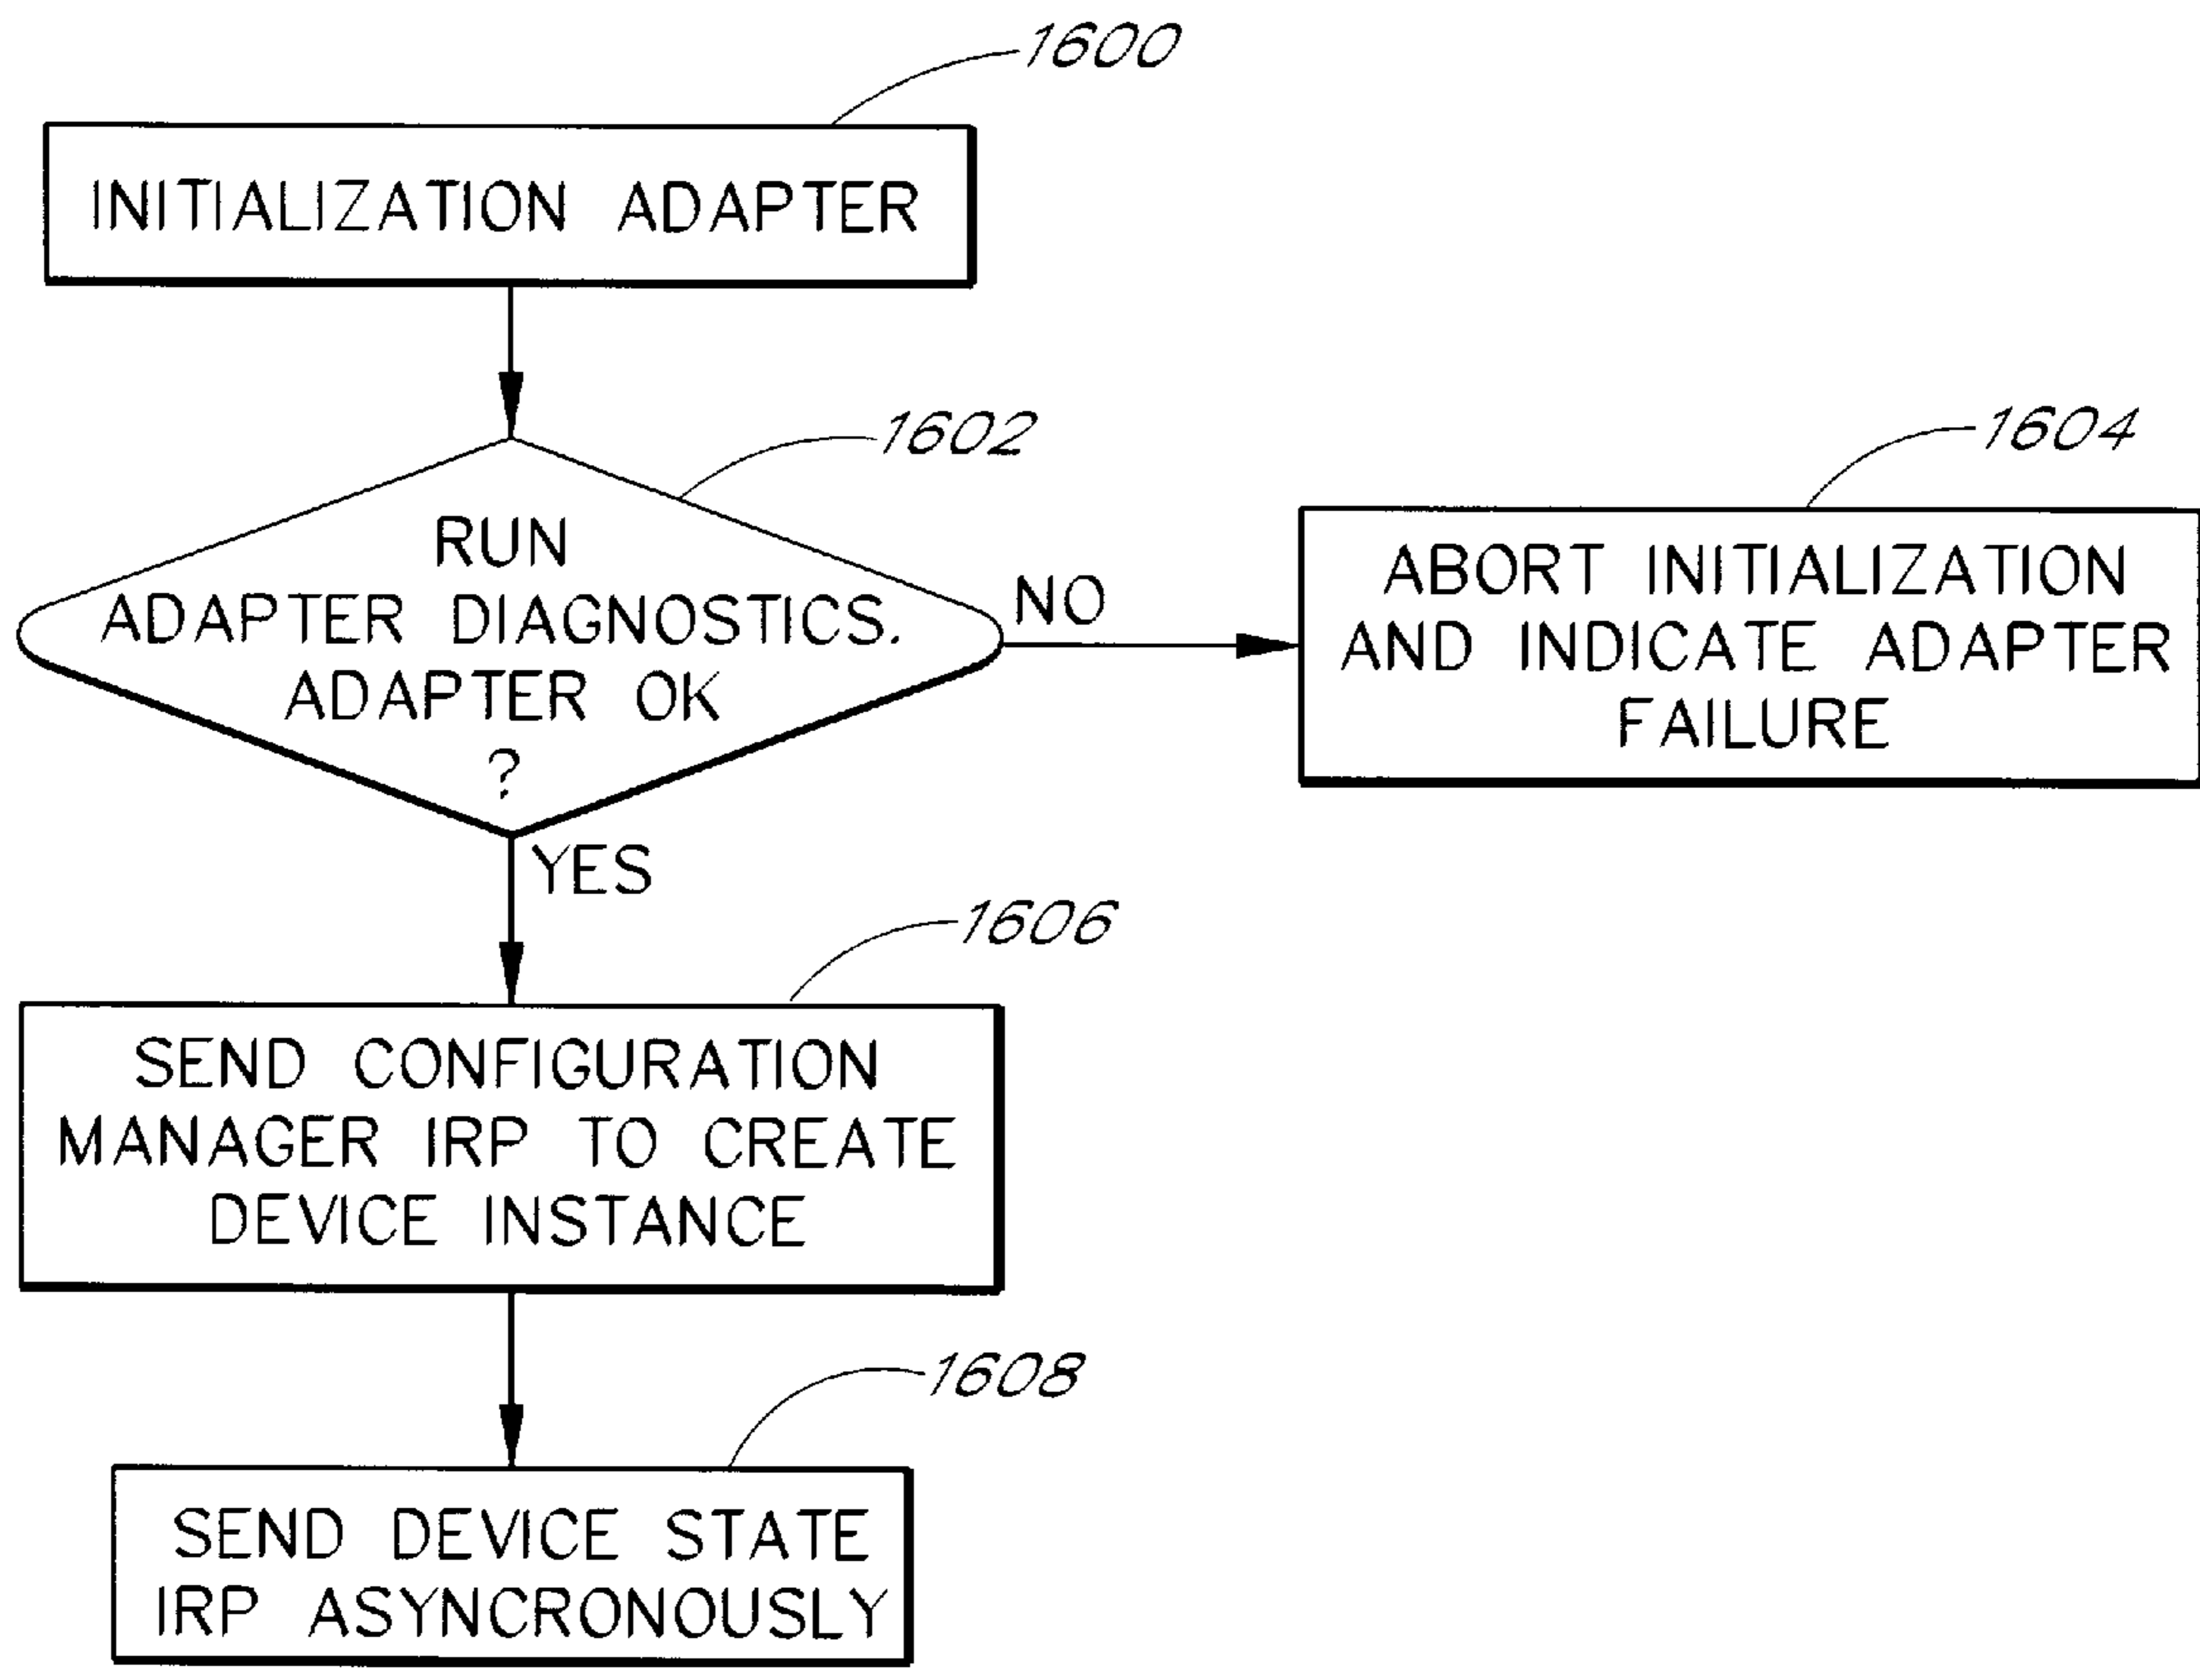 1600
INITIALIZATION ADAPTER
1602
RUN
ADAPTER DIAGNOSTICS.
ADAPTER OK
?
NO
1604
ABORT INITIALIZATION
AND INDICATE ADAPTER
FAILURE
YES
1606
SEND CONFIGURATION
MANAGER IRP TO CREATE
DEVICE INSTANCE
1608
SEND DEVICE STATE
IRP ASYNCRONOUSLY